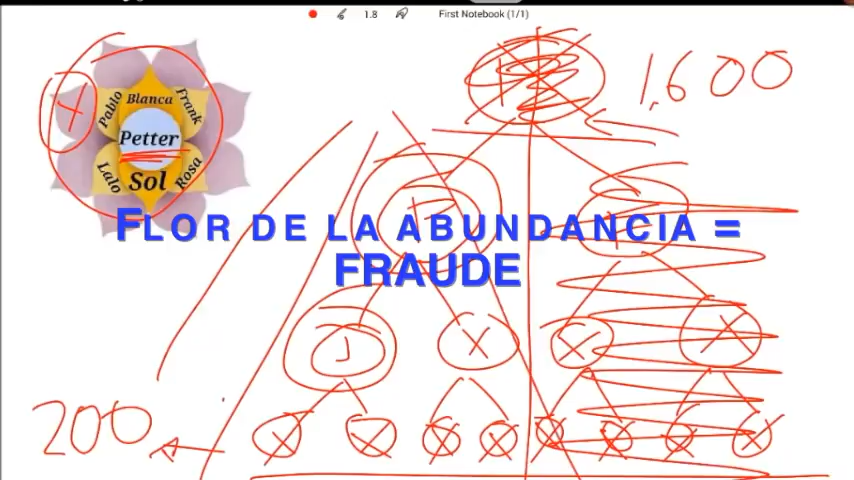 1.8 First Notebook (1/1)
1,600
4
Pablo
Blanca
Frank
Petter
Lalo
Sol
Rosa
FLOR DE LA ABUNDANCIA =
FRAUDE
200